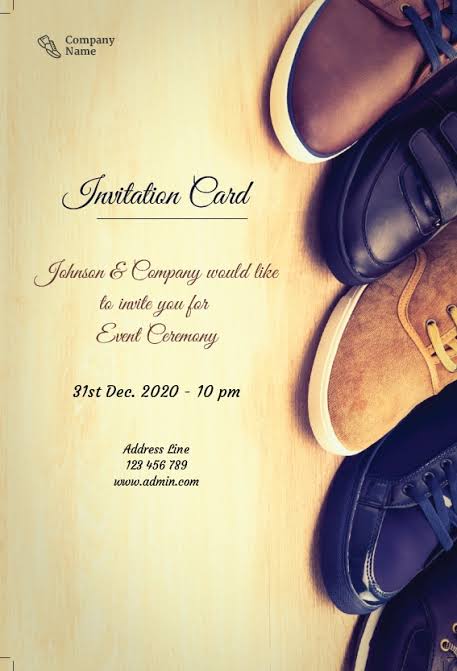 Company
Name
Invitation Card
Johnson & Company would like
to invite you for
Event Ceremony
31st Dec. 2020 - 10 pm
Address Line
123 456 789
www.admin.com